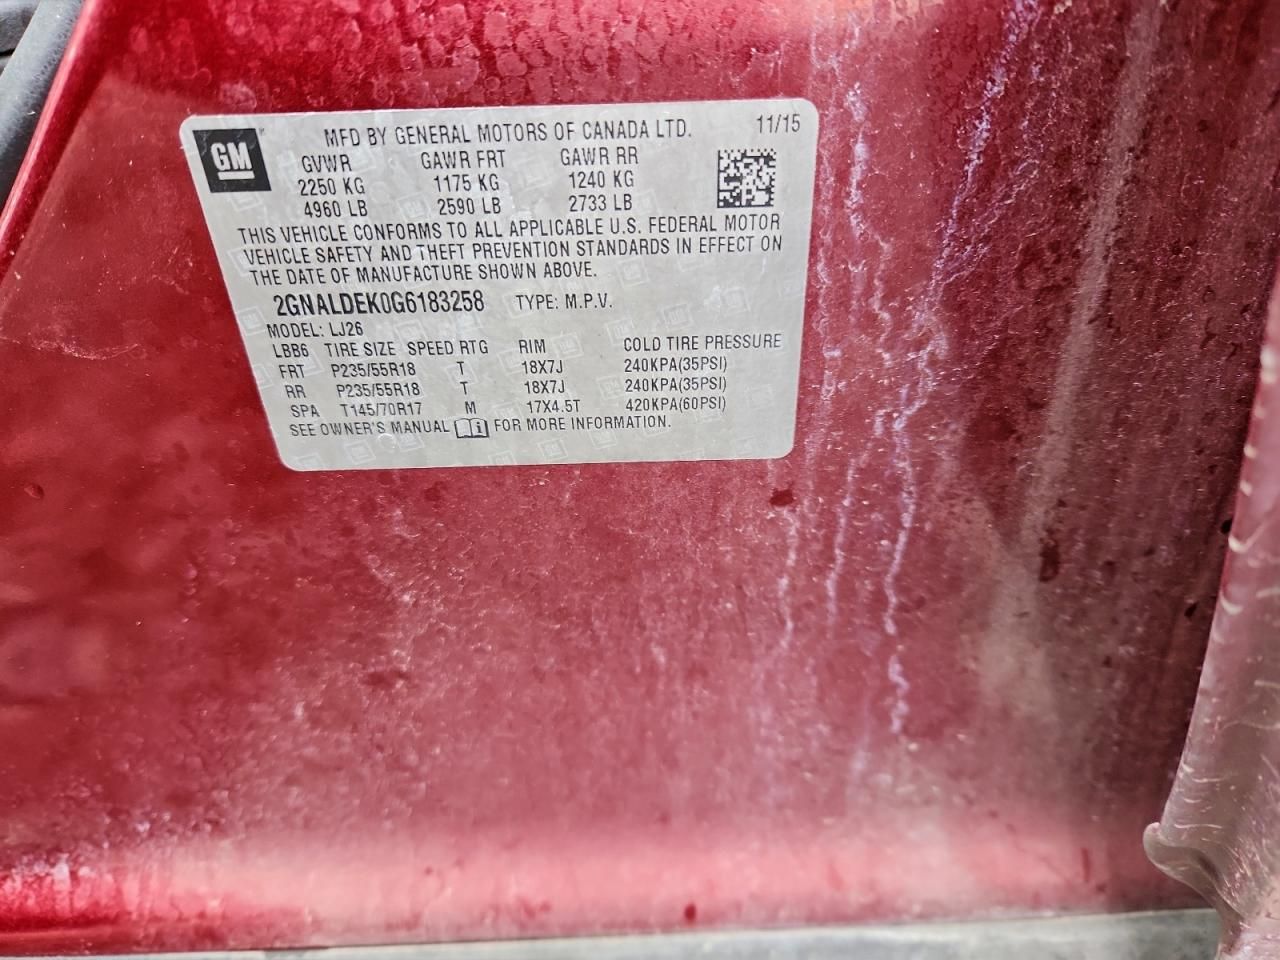 GM MFD BY GENERAL MOTORS OF CANADA LTD. 11/15
GVWR GAWR FRT GAWR RR
2250 KG 1175 KG 1240 KG
4960 LB 2590 LB 2733 LB
THIS VEHICLE CONFORMS TO ALL APPLICABLE U.S. FEDERAL MOTOR
VEHICLE SAFETY AND THEFT PREVENTION STANDARDS IN EFFECT ON
THE DATE OF MANUFACTURE SHOWN ABOVE.
2GNALDEK0G6183258 TYPE: M.P.V.
MODEL: LJ26
LBB6 TIRE SIZE SPEED RTG RIM COLD TIRE PRESSURE
FRT P235/55R18 T 18X7J 240KPA(35PSI)
RR P235/55R18 T 18X7J 240KPA(35PSI)
SPA T145/70R17 M 17X4.5T 420KPA(60PSI)
SEE OWNER'S MANUAL FOR MORE INFORMATION.